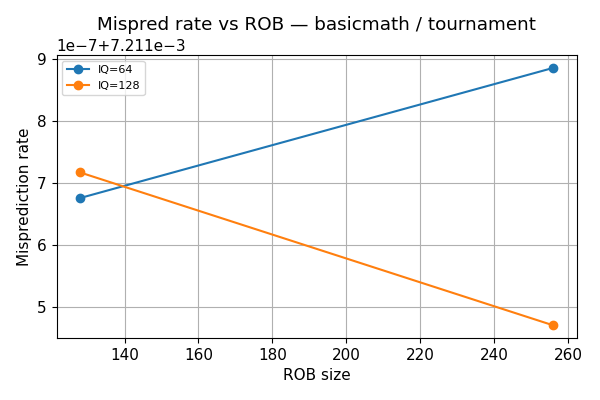 Mispred rate vs ROB — basicmath / tournament
1e−7+7.211e−3
9
8
7
6
5
Misprediction rate
IQ=64
IQ=128
140 160 180 200 220 240 260
ROB size